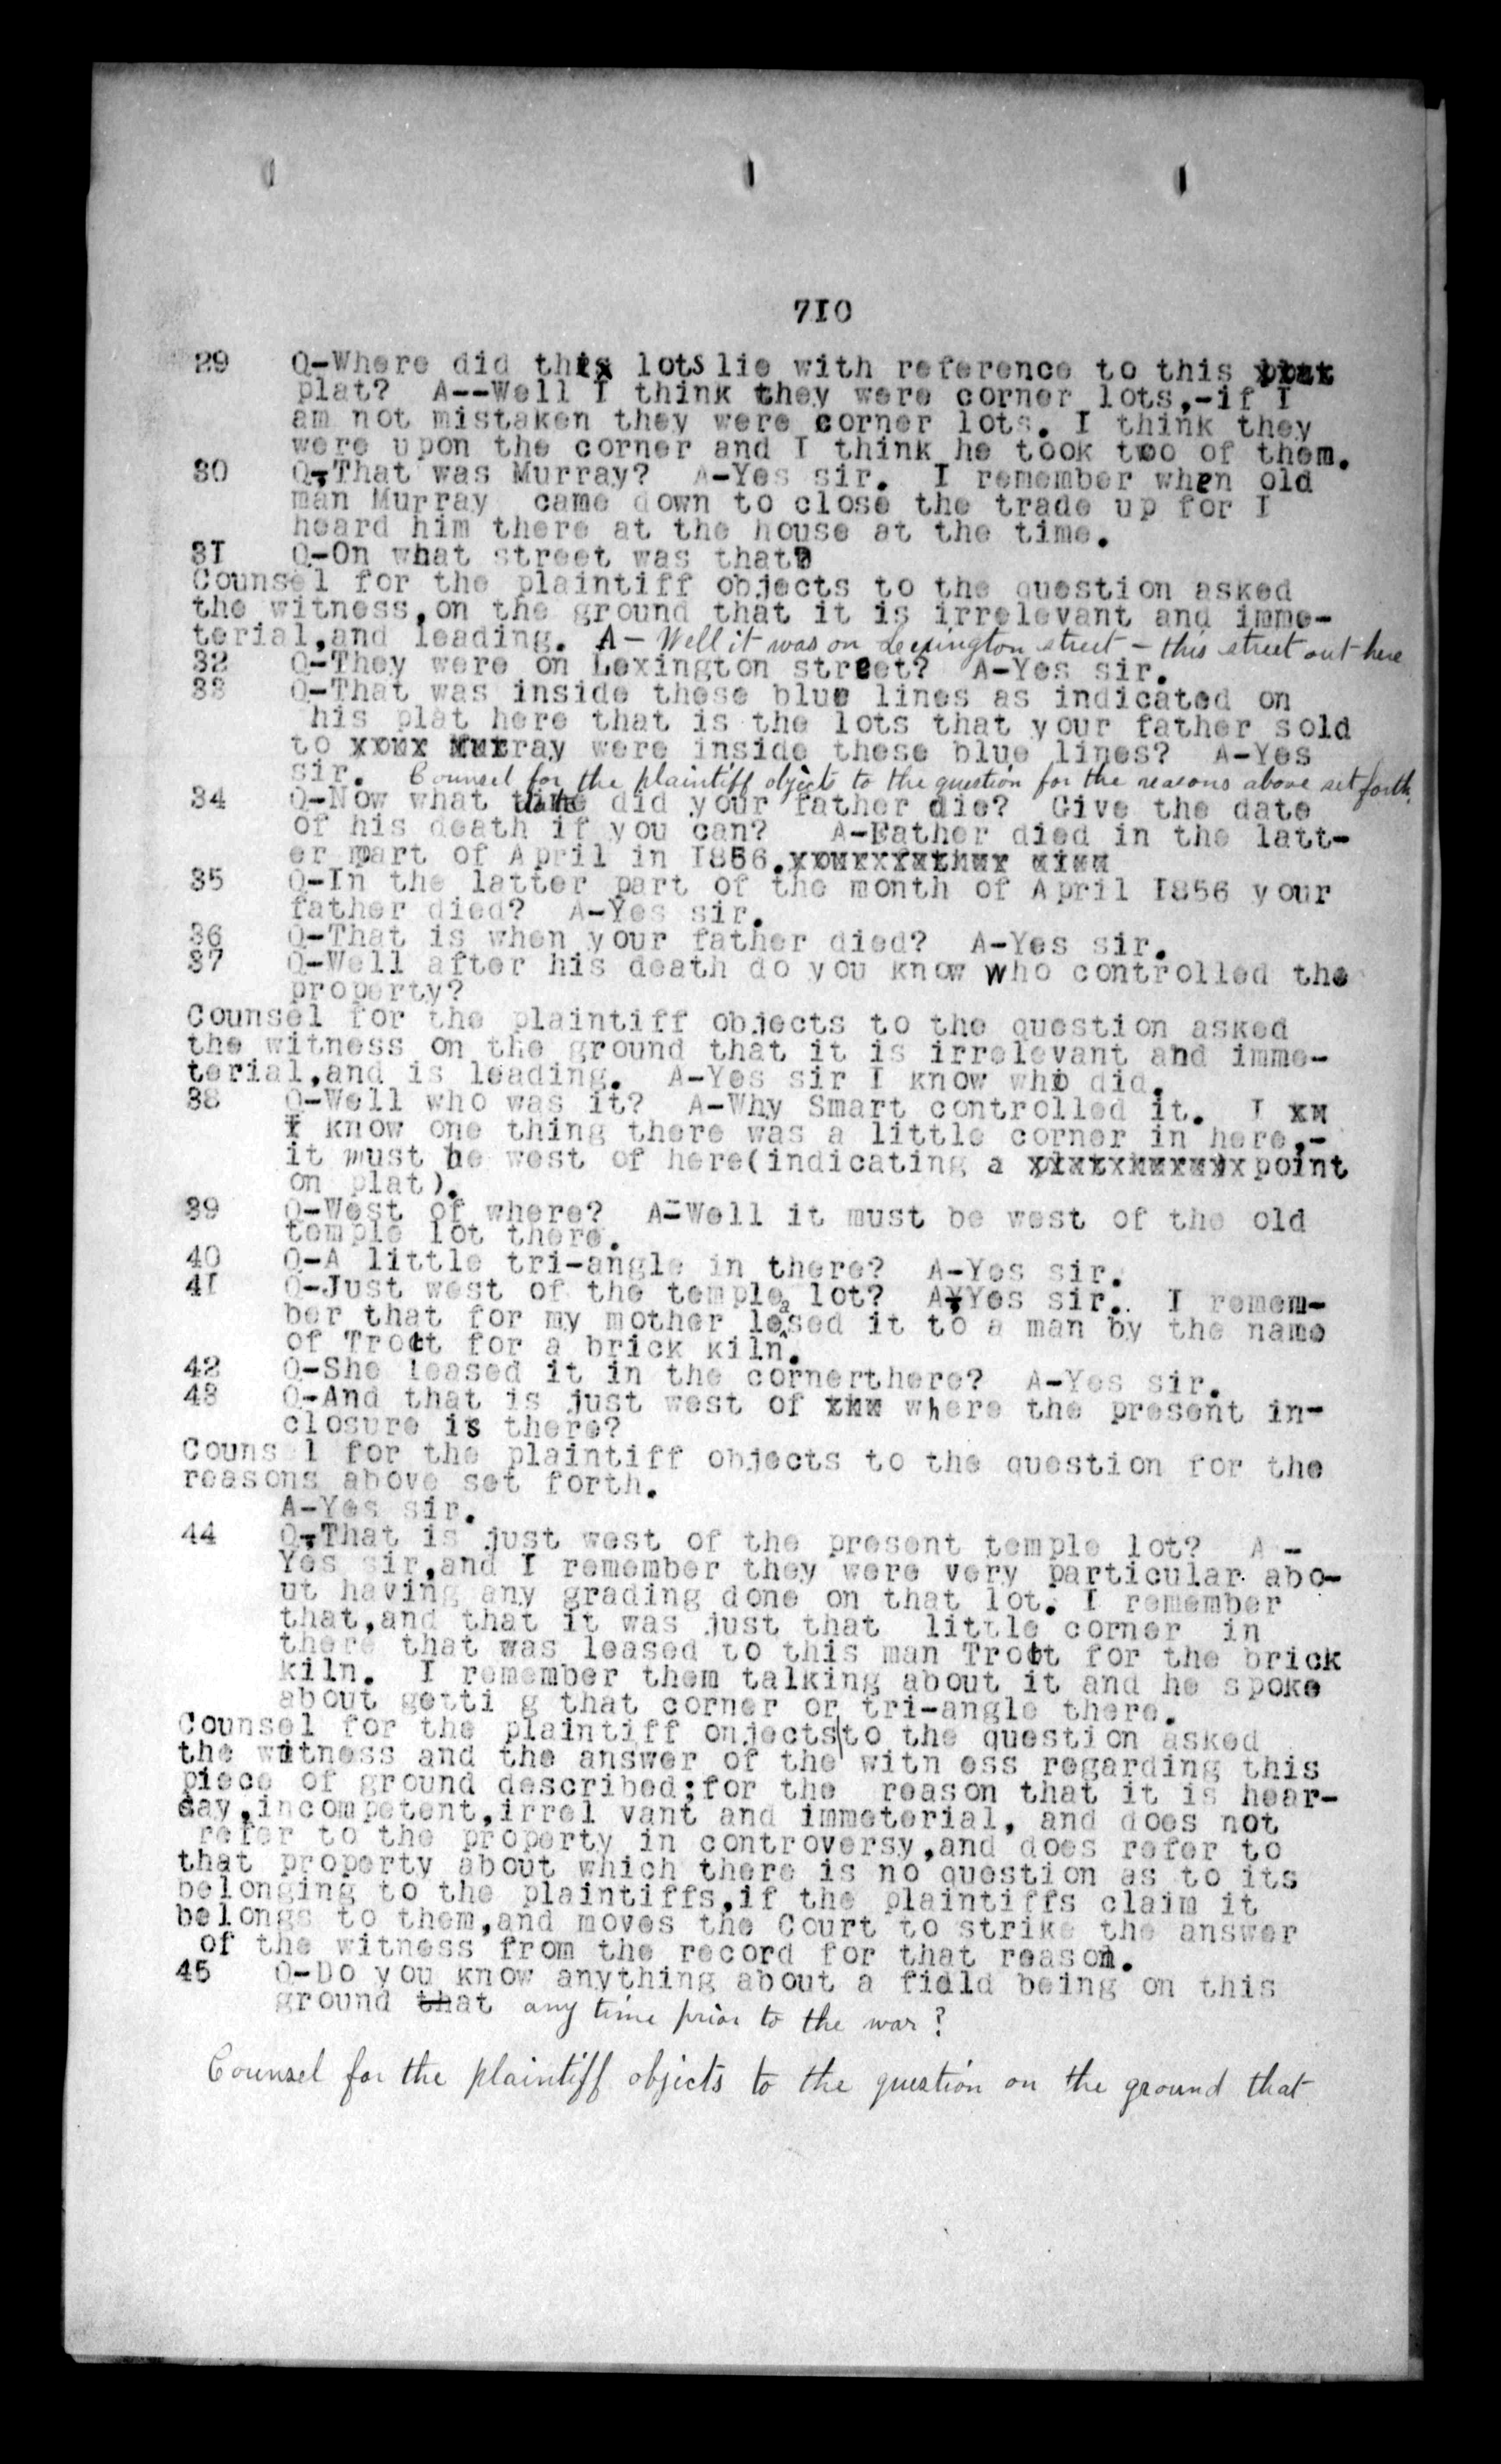 710
29 Q-Where did this lots lie with reference to this
plat? A--Well I think they were corner lots,-if I
am not mistaken they were corner lots. I think they
were upon the corner and I think he took two of them.
30 Q-That was Murray? A-Yes sir. I remember when old
man Murray came down to close the trade up for I
heard him there at the house at the time.
31 Q-On what street was that?
Counsel for the plaintiff objects to the question asked
the witness,on the ground that it is irrelevant and imme-
terial,and leading. A- Well it was on Lexington street - this street out here
32 Q-They were on Lexington street? A-Yes sir.
33 Q-That was inside these blue lines as indicated on
his plat here that is the lots that your father sold
to Murray were inside these blue lines? A-Yes
sir. Counsel for the plaintiff objects to the question for the reasons above set forth.
34 Q-Now what did your father die? Give the date
of his death if you can? A-Father died in the latt-
er part of April in 1856.
35 Q-In the latter part of the month of April 1856 your
father died? A-Yes sir.
36 Q-That is when your father died? A-Yes sir.
37 Q-Well after his death do you know who controlled the
property?
Counsel for the plaintiff objects to the question asked
the witness on the ground that it is irrelevant and imme-
terial,and is leading. A-Yes sir I know who did.
38 Q-Well who was it? A-Why Smart controlled it. I
I know one thing there was a little corner in here,-
it must be west of here(indicating a point
on plat).
39 Q-West of where? A-Well it must be west of the old
temple lot there.
40 Q-A little tri-angle in there? A-Yes sir.
41 Q-Just west of the temple lot? A-Yes sir. I remem-
ber that for my mother leased it to a man by the name
of Trott for a brick kiln.
42 Q-She leased it in the cornerthere? A-Yes sir.
43 Q-And that is just west of where the present in-
closure is there?
Couns l for the plaintiff objects to the question for the
reasons above set forth.
A-Yes sir.
44 Q-That is just west of the present temple lot? A -
Yes sir,and I remember they were very particular abo-
ut having any grading done on that lot. I remember
that,and that it was just that little corner in
there that was leased to this man Trott for the brick
kiln. I remember them talking about it and he spoke
about getti g that corner or tri-angle there.
Counsel for the plaintiff onjects to the question asked
the witness and the answer of the witn ess regarding this
piece of ground described;for the reason that it is hear-
say,incompetent,irrel vant and immeterial, and does not
refer to the property in controversy,and does refer to
that property about which there is no question as to its
belonging to the plaintiffs,if the plaintiffs claim it
belongs to them,and moves the Court to strike the answer
of the witness from the record for that reason.
45 Q-Do you know anything about a field being on this
ground at any time prior to the war?
Counsel for the plaintiff objects to the question on the ground that